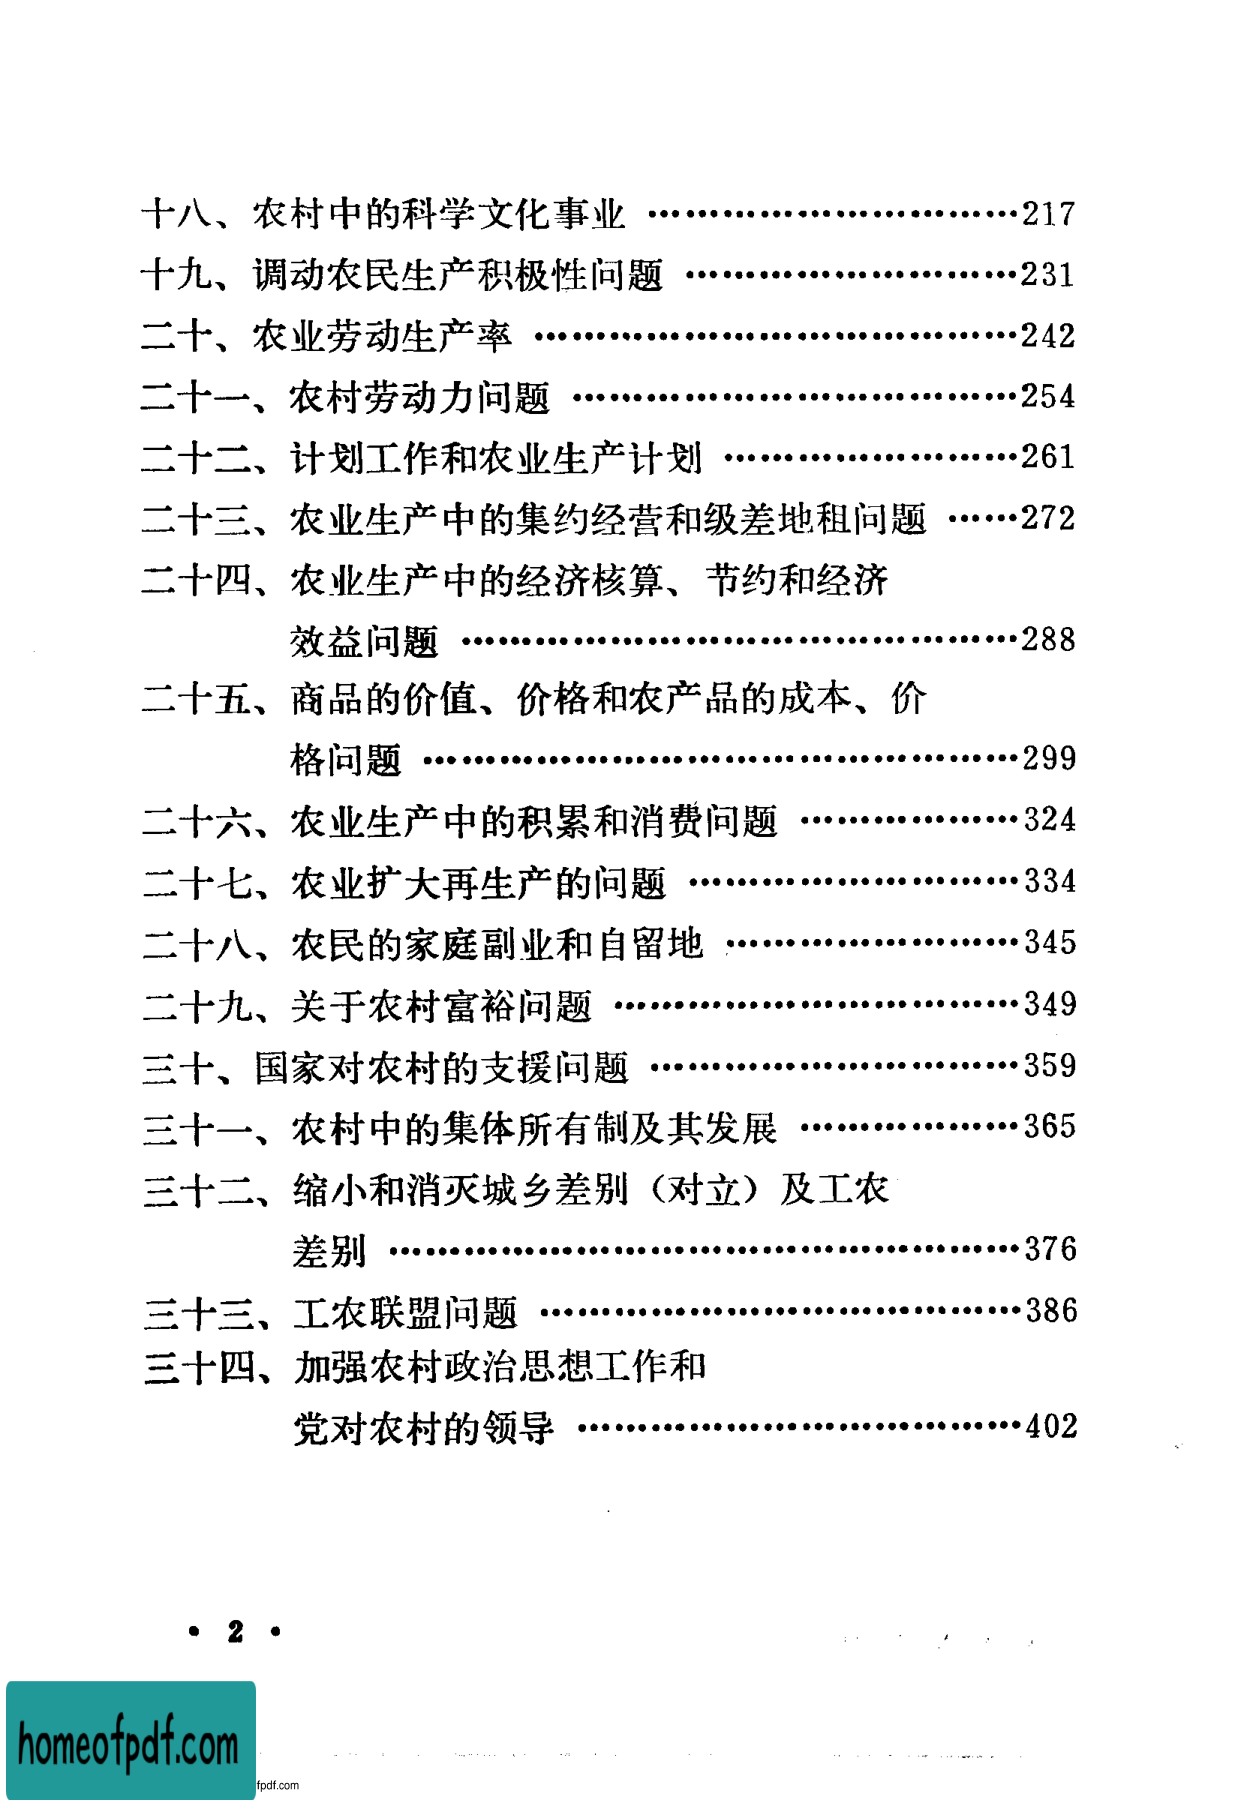 十八、农村中的科学文化事业 ……………………………217
十九、调动农民生产积极性问题 …………………………231
二十、农业劳动生产率 ……………………………………242
二十一、农村劳动力问题 …………………………………254
二十二、计划工作和农业生产计划 ………………………261
二十三、农业生产中的集约经营和级差地租问题 ……272
二十四、农业生产中的经济核算、节约和经济
效益问题 …………………………………………288
二十五、商品的价值、价格和农产品的成本、价
格问题 ……………………………………………299
二十六、农业生产中的积累和消费问题 ………………324
二十七、农业扩大再生产的问题 …………………………334
二十八、农民的家庭副业和自留地 ………………………345
二十九、关于农村富裕问题 ………………………………349
三十、国家对农村的支援问题 ……………………………359
三十一、农村中的集体所有制及其发展 ………………365
三十二、缩小和消灭城乡差别（对立）及工农
差别 ………………………………………………376
三十三、工农联盟问题 ……………………………………386
三十四、加强农村政治思想工作和
党对农村的领导 …………………………………402
• 2 •
homeofpdf.com
fpdf.com